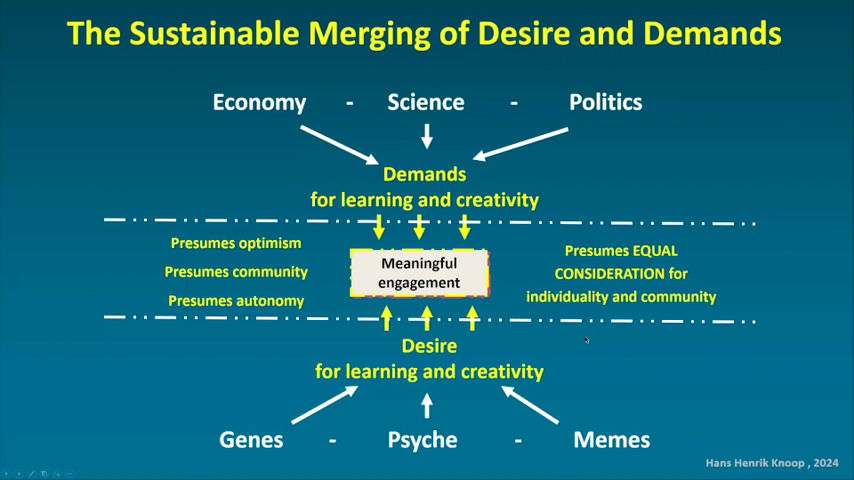 The Sustainable Merging of Desire and Demands
Economy - Science - Politics
Demands
for learning and creativity
Presumes optimism
Presumes community
Presumes autonomy
Meaningful
engagement
Presumes EQUAL
CONSIDERATION for
individuality and community
Desire
for learning and creativity
Genes - Psyche - Memes
Hans Henrik Knoop , 2024